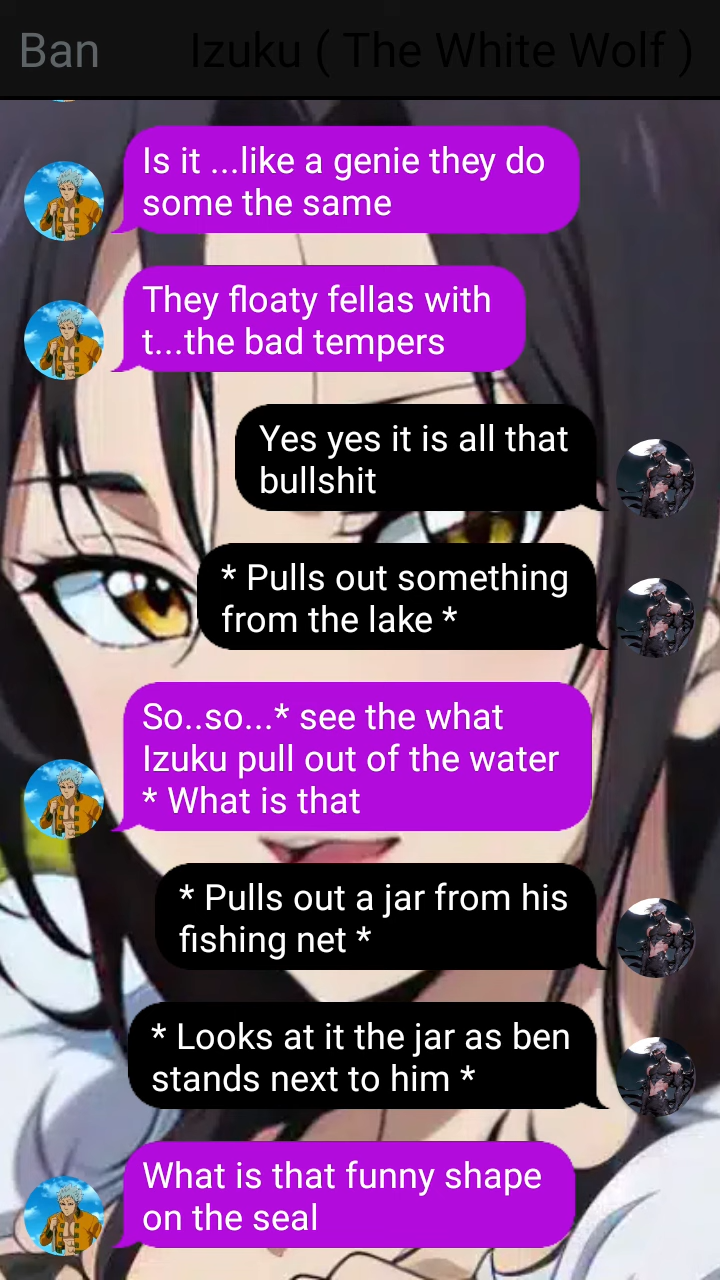 Ban
Izuku ( The White Wolf )
Is it ...like a genie they do
some the same
They floaty fellas with
t...the bad tempers
Yes yes it is all that
bullshit
* Pulls out something
from the lake *
So..so...* see the what
Izuku pull out of the water
* What is that
* Pulls out a jar from his
fishing net *
* Looks at it the jar as ben
stands next to him *
What is that funny shape
on the seal